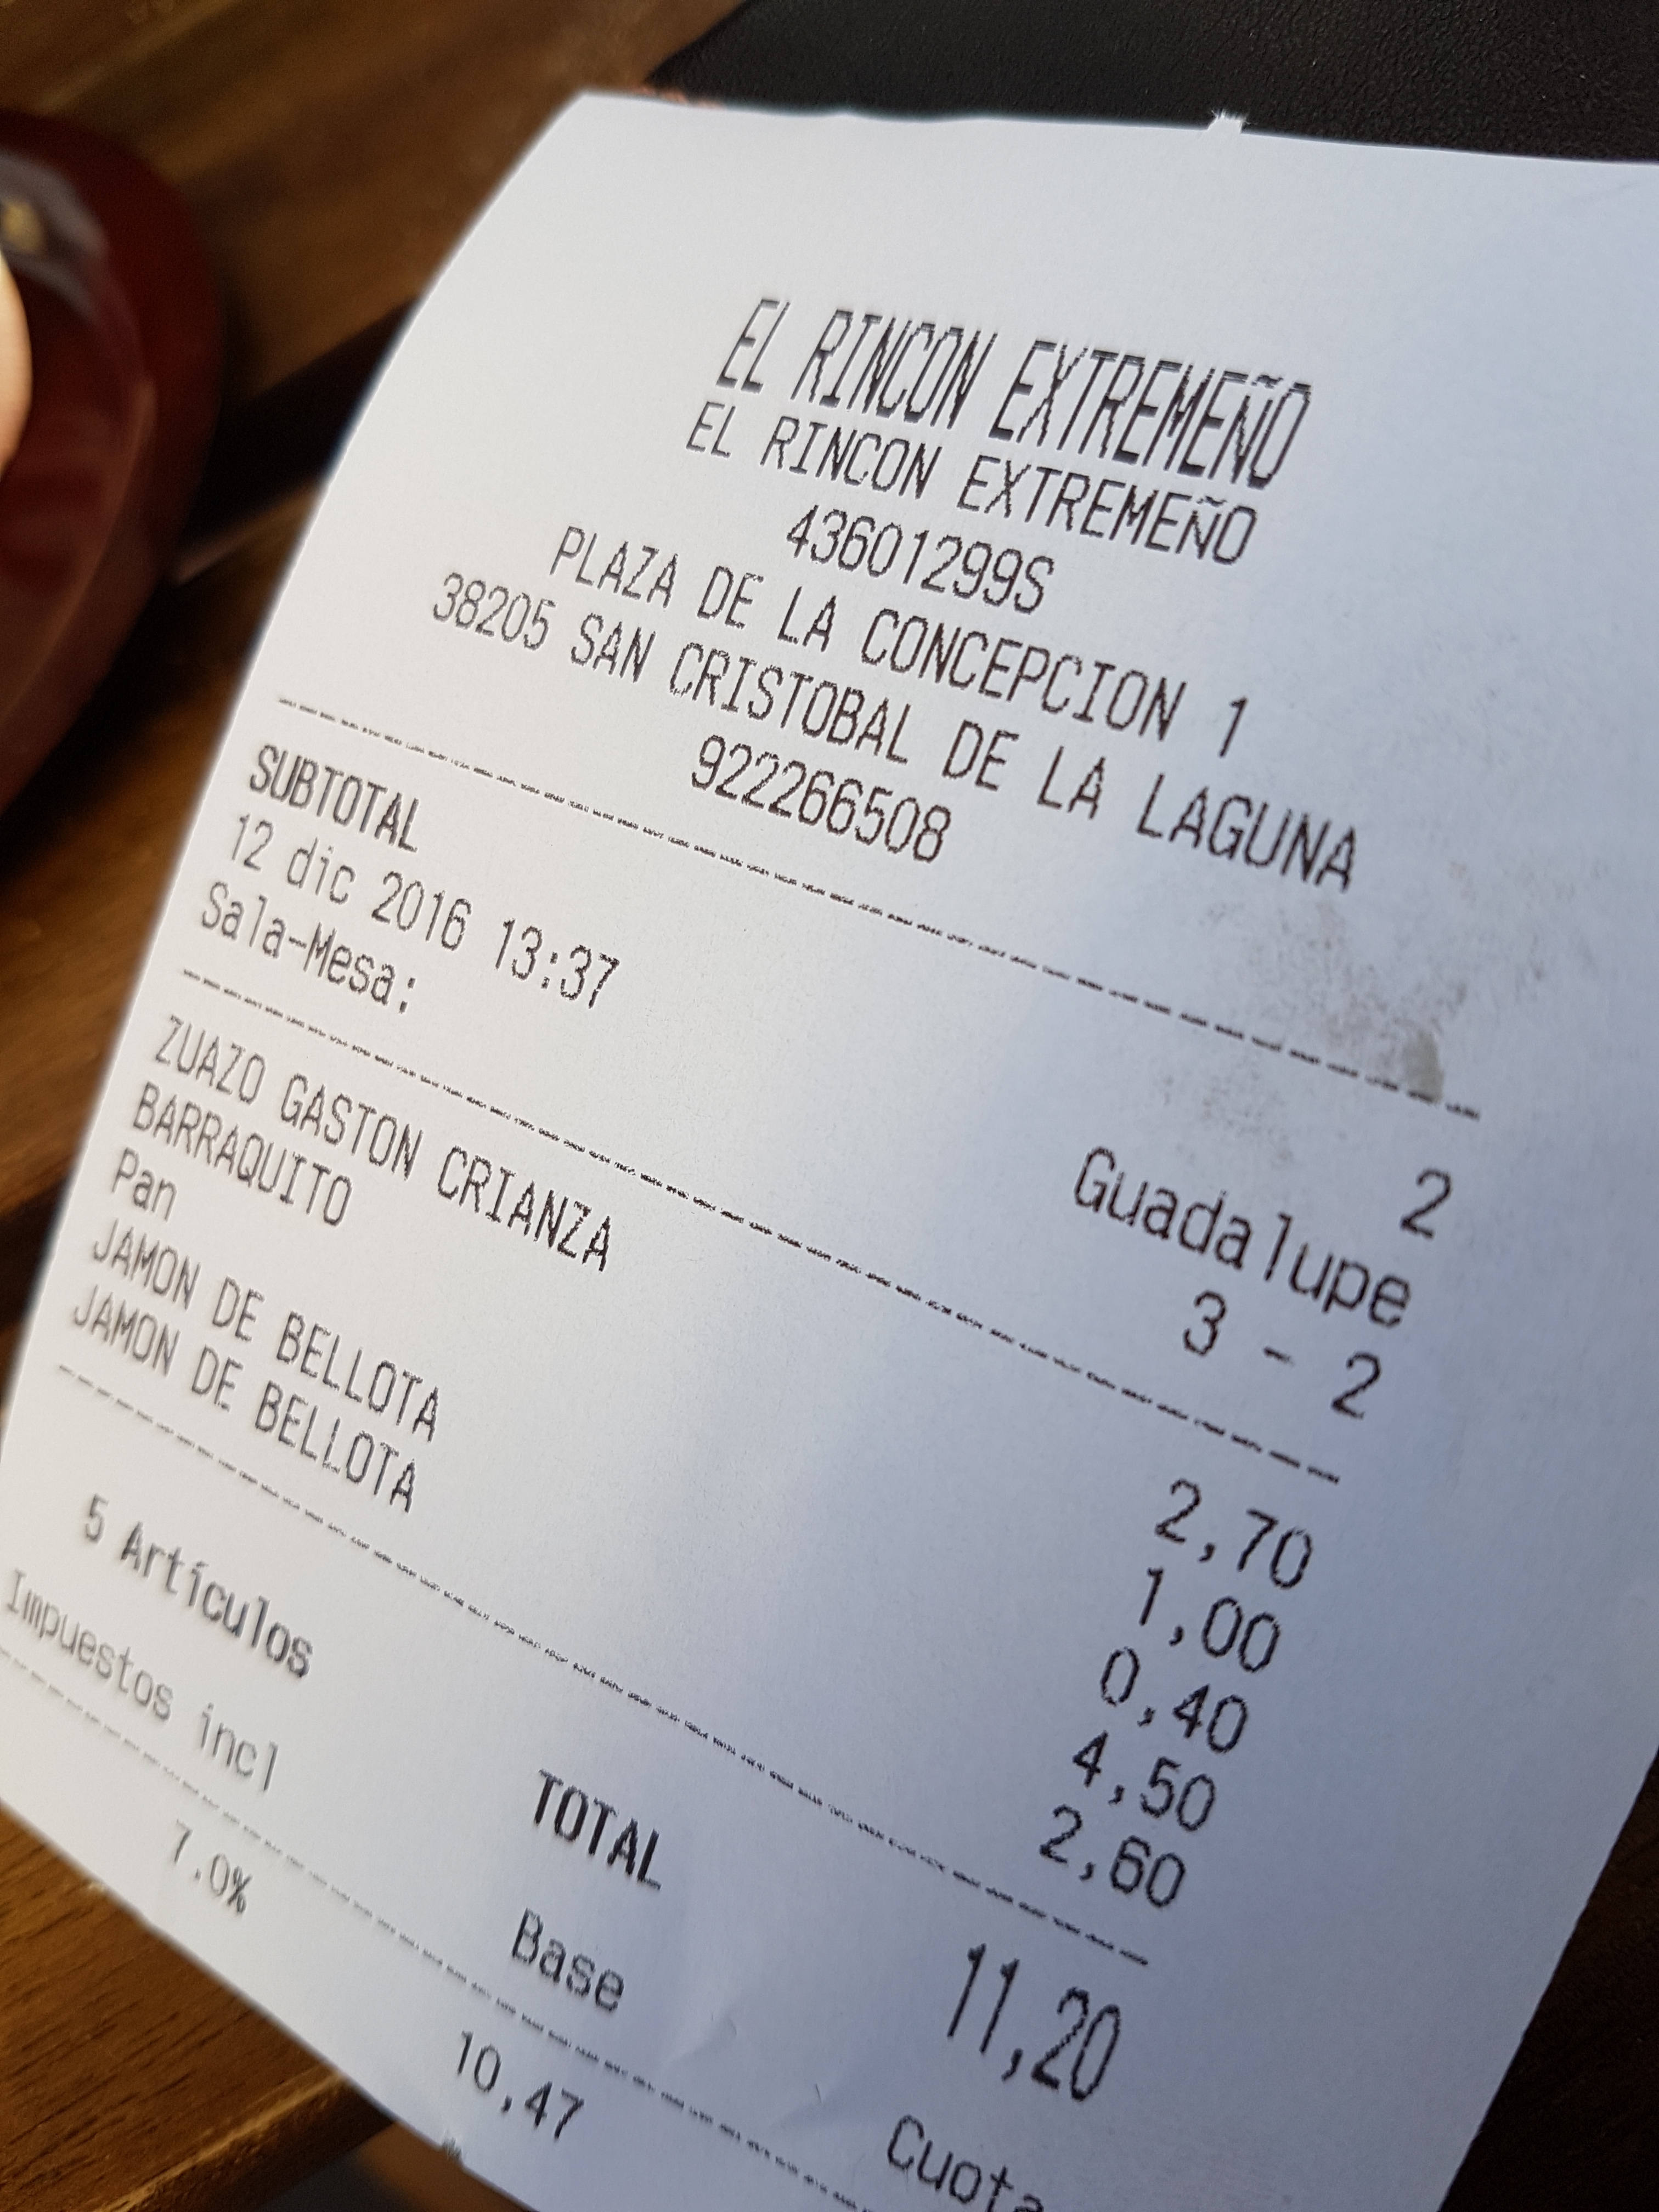 EL RINCON EXTREMEÑO
EL RINCON EXTREMEÑO
43601299S
PLAZA DE LA CONCEPCION 1
38205 SAN CRISTOBAL DE LA LAGUNA
922266508
SUBTOTAL 2
12 dic 2016 13:37 Guadalupe
Sala-Mesa: 3 - 2
ZUAZO GASTON CRIANZA 2,70
BARRAQUITO 1,00
Pan 0,40
JAMON DE BELLOTA 4,50
JAMON DE BELLOTA 2,60
5 Artículos TOTAL 11,20
Impuestos incl Base Cuota
7.0% 10,47